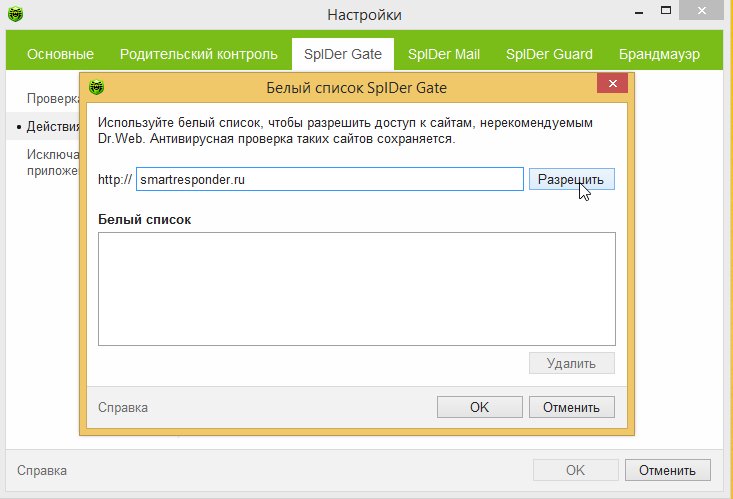 Настройки
Основные Родительский контроль SpIDer Gate SpIDer Mail SpIDer Guard Брандмауэр
Белый список SpIDer Gate
Проверка
Действия
Исключа
приложе
Используйте белый список, чтобы разрешить доступ к сайтам, нерекомендуемым
Dr.Web. Антивирусная проверка таких сайтов сохраняется.
http:// smartresponder.ru Разрешить
Белый список
Удалить
Справка OK Отменить
Справка OK Отменить